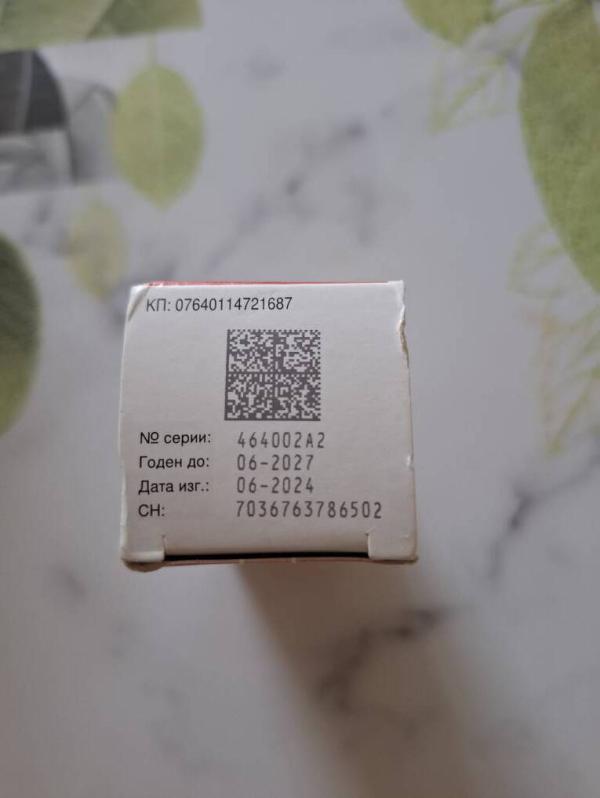 КП: 07640114721687
№ серии: 464002A2
Годен до: 06-2027
Дата изг.: 06-2024
СН: 7036763786502